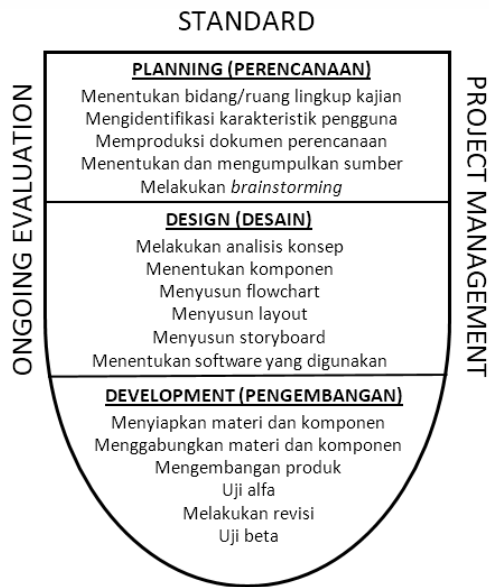 STANDARD
ONGOING EVALUATION
PLANNING (PERENCANAAN)
Menentukan bidang/ruang lingkup kajian
Mengidentifikasi karakteristik pengguna
Memproduksi dokumen perencanaan
Menentukan dan mengumpulkan sumber
Melakukan brainstorming
DESIGN (DESAIN)
Melakukan analisis konsep
Menentukan komponen
Menyusun flowchart
Menyusun layout
Menyusun storyboard
Menentukan software yang digunakan
DEVELOPMENT (PENGEMBANGAN)
Menyiapkan materi dan komponen
Menggabungkan materi dan komponen
Mengembangan produk
Uji alfa
Melakukan revisi
Uji beta
PROJECT MANAGEMENT